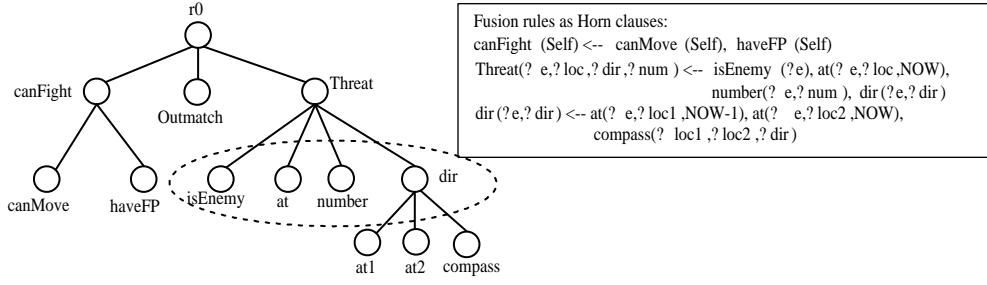 r0
canFight
Outmatch
Threat
canMove
haveFP
isEnemy
at
number
dir
at1
at2
compass
Fusion rules as Horn clauses:
canFight (Self) <-- canMove (Self), haveFP (Self)
Threat(? e,? loc,? dir,? num ) <-- isEnemy (?e), at(? e,? loc,NOW),
number(? e,? num ), dir(?e,? dir)
dir(?e,? dir) <-- at(? e,? loc1 ,NOW-1), at(? e,? loc2 ,NOW),
compass(? loc1 ,? loc2 ,? dir)